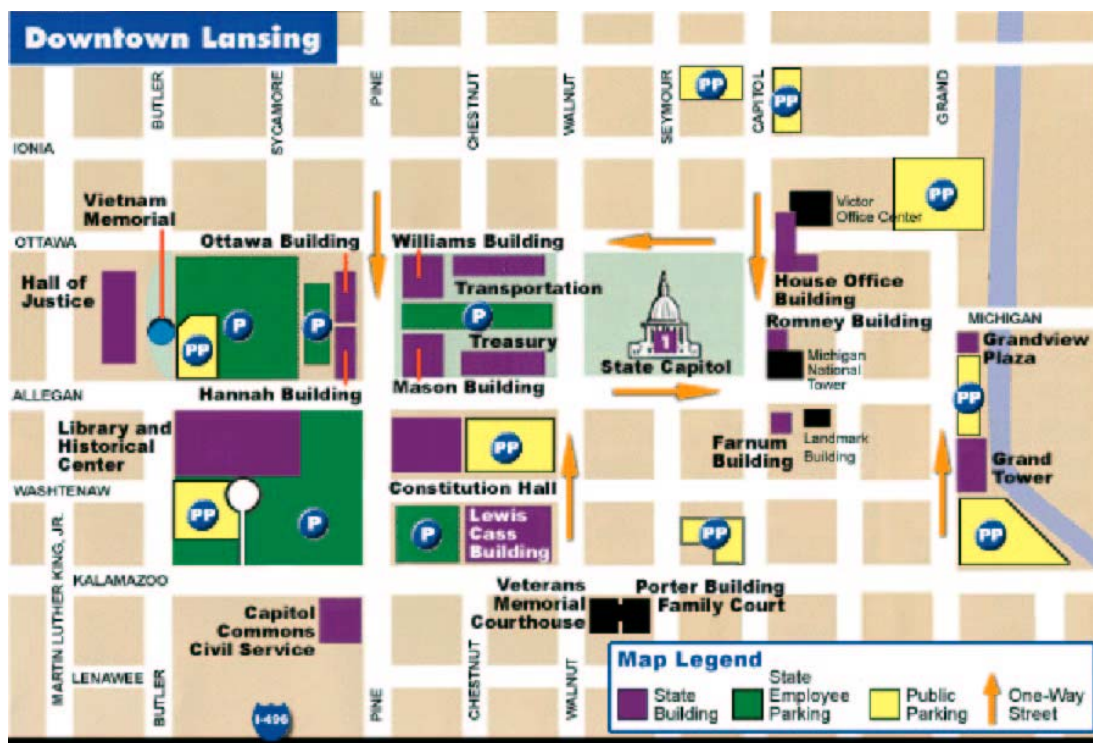 Downtown Lansing
BUTLER
SYCAMORE
PINE
CHESTNUT
WALNUT
SEYMOUR
PP
CAPITOL
PP
GRAND
IONIA
Vietnam
Memorial
PP
Victor
Office Center
OTTAWA
Ottawa Building
Williams Building
Hall of
Justice
Transportation
House Office
Building
P
P
P
PP
Treasury
1
State Capitol
MICHIGAN
Romney Building
Grandview
Plaza
Michigan
National
Tower
ALLEGAN
Hannah Building
Mason Building
PP
Library and
Historical
Center
PP
Farnum
Building
Landmark
Building
Grand
Tower
WASHTENAW
Constitution Hall
PP
P
P
Lewis
Cass
Building
PP
PP
MARTIN LUTHER KING, JR.
KALAMAZOO
Veterans
Memorial
Courthouse
Porter Building
Family Court
Capitol
Commons
Civil Service
LENAWEE
BUTLER
I-496
PINE
CHESTNUT
WALNUT
Map Legend
State
Building
State
Employee
Parking
Public
Parking
One-Way
Street